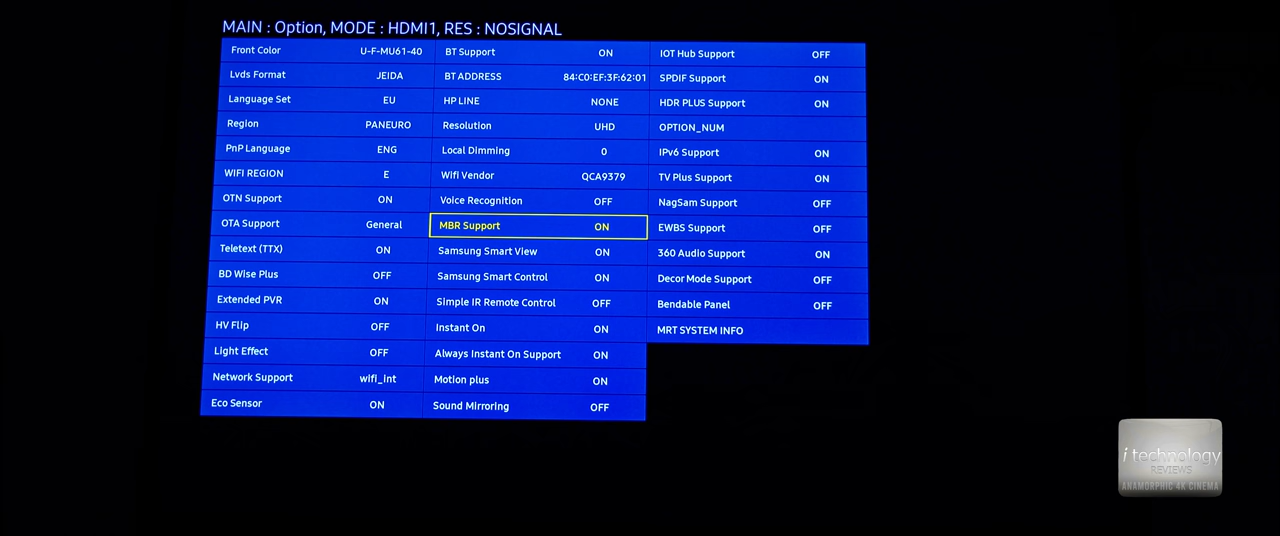 MAIN : Option, MODE : HDMI1, RES : NOSIGNAL
Front Color U-F-MU61-40 BT Support ON IOT Hub Support OFF
Lvds Format JEIDA BT ADDRESS 84:C0:EF:3F:62:01 SPDIF Support ON
Language Set EU HP LINE NONE HDR PLUS Support ON
Region PANEURO Resolution UHD OPTION_NUM
PnP Language ENG Local Dimming 0 IPv6 Support ON
WIFI REGION E Wifi Vendor QCA9379 TV Plus Support ON
OTN Support ON Voice Recognition OFF NagSam Support OFF
OTA Support General MBR Support ON EWBS Support OFF
Teletext (TTX) ON Samsung Smart View ON 360 Audio Support ON
BD Wise Plus OFF Samsung Smart Control ON Decor Mode Support OFF
Extended PVR ON Simple IR Remote Control OFF Bendable Panel OFF
HV Flip OFF Instant On ON MRT SYSTEM INFO
Light Effect OFF Always Instant On Support ON
Network Support wifi_int Motion plus ON
Eco Sensor ON Sound Mirroring OFF
i technology
REVIEWS
ANAMORPHIC 4K CINEMA